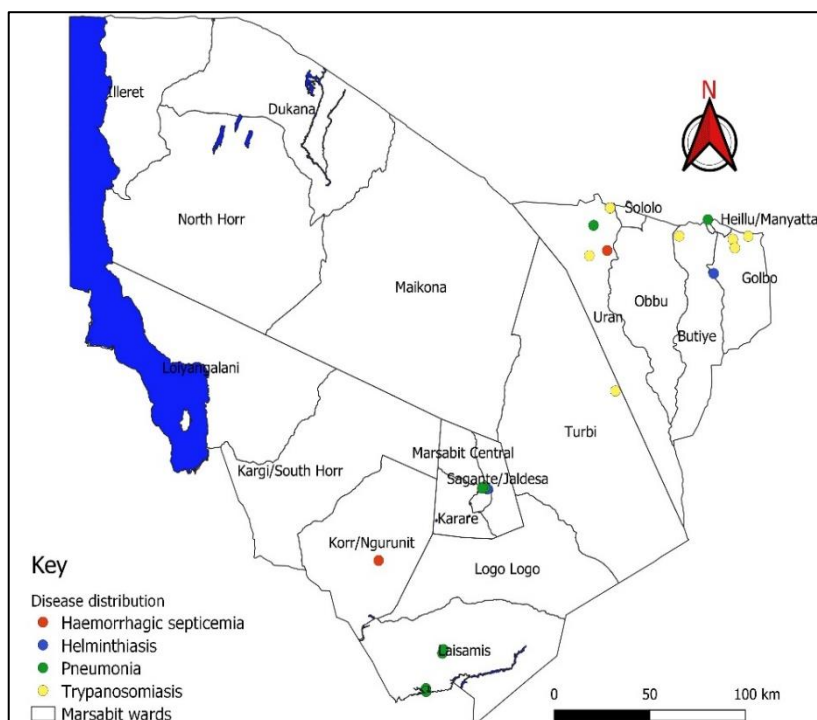 N
Illeret
Dukana
North Horr
Sololo
Heillu/Manyatta
Maikona
Golbo
Obbu
Uran
Butiye
Loiyangalani
Turbi
Marsabit Central
Kargi/South Horr
Sagante/Jaldesa
Karare
Korr/Ngurunit
Logo Logo
Laisamis
Key
Disease distribution
Haemorrhagic septicemia
Helminthiasis
Pneumonia
Trypanosomiasis
Marsabit wards
0 50 100 km